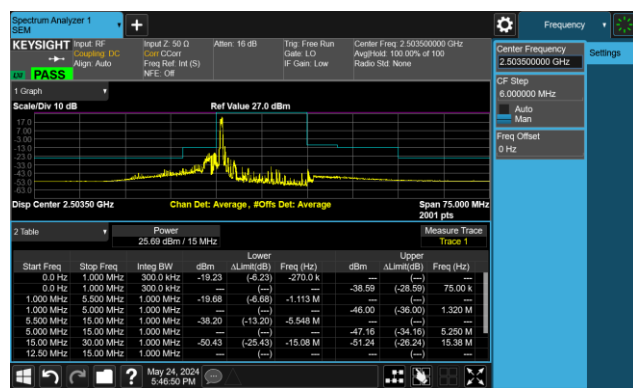 Spectrum Analyzer 1
SEM
Frequency
KEYSIGHT
Input: RF
Coupling: DC
Align: Auto
Input Z: 50 Ω
Corr CCorr
Freq Ref: Int (S)
NFE: Off
Atten: 16 dB
Trig: Free Run
Gate: LO
IF Gain: Low
Center Freq: 2.503500000 GHz
Avg|Hold: 100.00% of 100
Radio Std: None
PASS
Center Frequency
2.503500000 GHz
Settings
CF Step
6.000000 MHz
Auto
Man
Freq Offset
0 Hz
1 Graph
Scale/Div 10 dB
Ref Value 27.0 dBm
17.0
7.00
-3.00
-13.0
-23.0
-33.0
-43.0
-53.0
-63.0
Disp Center 2.50350 GHz
Chan Det: Average, #Offs Det: Average
Span 75.000 MHz
2001 pts
2 Table
Power
25.69 dBm / 15 MHz
Measure Trace
Trace 1
Lower Upper
Start Freq Stop Freq Integ BW dBm ΔLimit(dB) Freq (Hz) dBm ΔLimit(dB) Freq (Hz)
0.0 Hz 1.000 MHz 300.0 kHz -19.23 (-6.23) -270.0 k --- (---) ---
0.0 Hz 1.000 MHz 300.0 kHz --- (---) --- -38.59 (-28.59) 75.00 k
1.000 MHz 5.500 MHz 1.000 MHz -19.68 (-6.68) -1.113 M --- (---) ---
1.000 MHz 5.000 MHz 1.000 MHz --- (---) --- -46.00 (-36.00) 1.320 M
5.500 MHz 15.00 MHz 1.000 MHz -38.20 (-13.20) -5.548 M --- (---) ---
5.000 MHz 15.00 MHz 1.000 MHz --- (---) --- -47.16 (-34.16) 5.250 M
15.00 MHz 30.00 MHz 1.000 MHz -50.43 (-25.43) -15.08 M -51.24 (-26.24) 15.38 M
12.50 MHz 15.00 MHz 1.000 MHz --- (---) --- --- (---) ---
May 24, 2024
5:46:50 PM